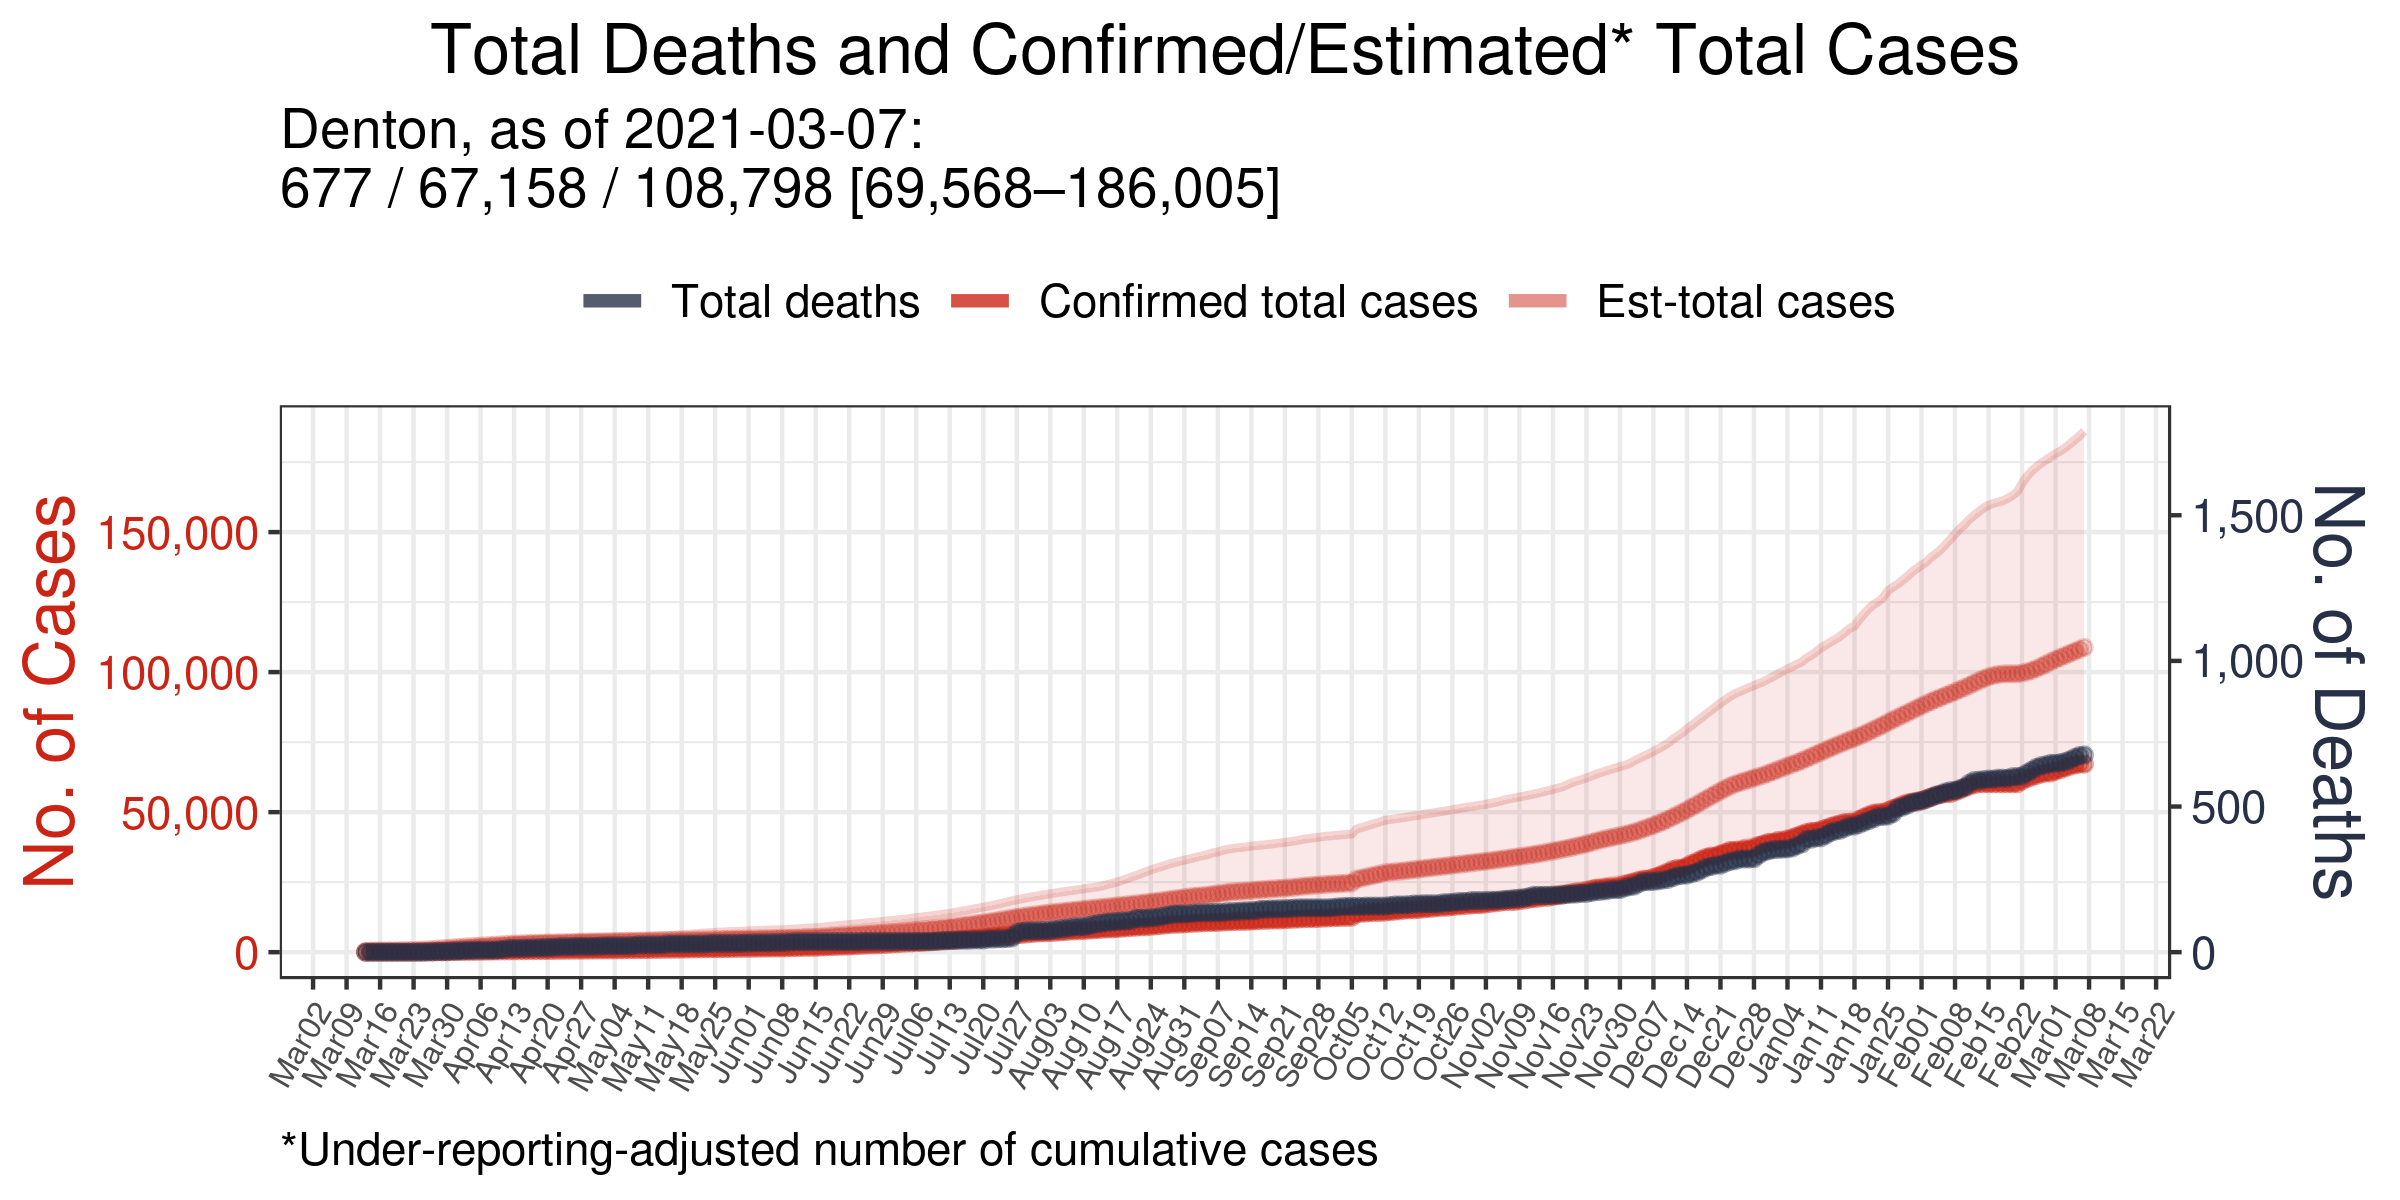 Total Deaths and Confirmed/Estimated* Total Cases
Denton, as of 2021-03-07:
677 / 67,158 / 108,798 [69,568–186,005]
Total deaths
Confirmed total cases
Est-total cases
No. of Cases
150,000
100,000
50,000
0
1,500
1,000
500
0
No. of Deaths
Mar02
Mar09
Mar16
Mar23
Mar30
Apr06
Apr13
Apr20
Apr27
May04
May11
May18
May25
Jun01
Jun08
Jun15
Jun22
Jun29
Jul06
Jul13
Jul20
Jul27
Aug03
Aug10
Aug17
Aug24
Aug31
Sep07
Sep14
Sep21
Sep28
Oct05
Oct12
Oct19
Oct26
Nov02
Nov09
Nov16
Nov23
Nov30
Dec07
Dec14
Dec21
Dec28
Jan04
Jan11
Jan18
Jan25
Feb01
Feb08
Feb15
Feb22
Mar01
Mar08
Mar15
Mar22
*Under-reporting-adjusted number of cumulative cases